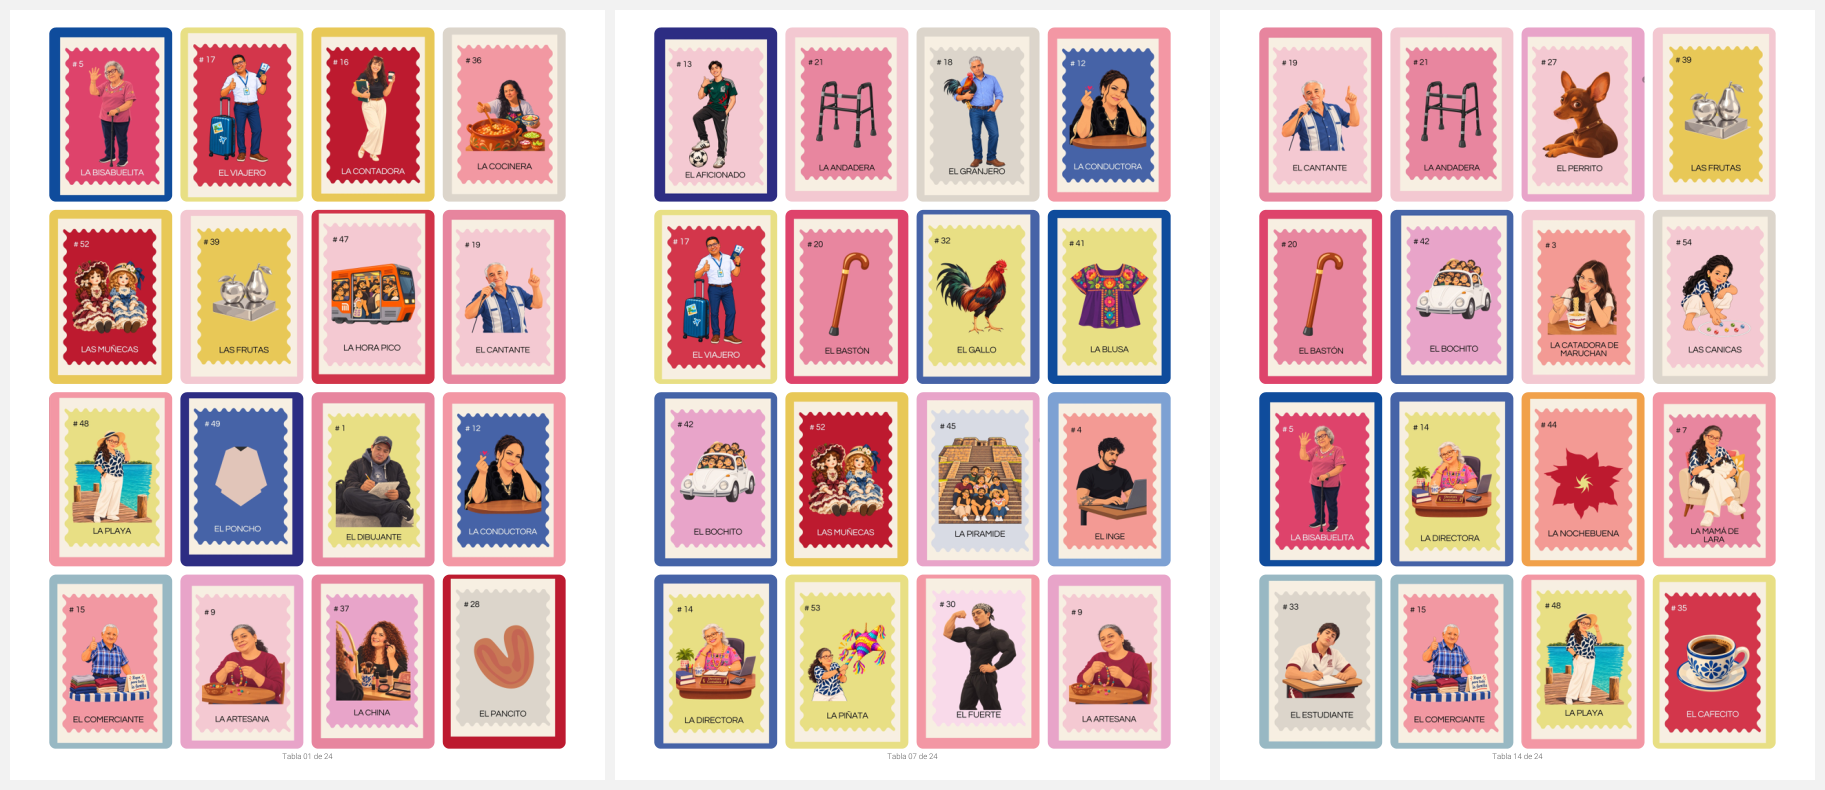 # 5
LA BISABUELITA
# 17
EL VIAJERO
# 16
LA CONTADORA
# 36
LA COCINERA
# 52
LAS MUÑECAS
# 39
LAS FRUTAS
# 47
LA HORA PICO
# 19
EL CANTANTE
# 48
LA PLAYA
# 49
EL PONCHO
# 1
EL DIBUJANTE
# 12
LA CONDUCTORA
# 15
EL COMERCIANTE
# 9
LA ARTESANA
# 37
LA CHINA
# 28
EL PANCITO
Tabla 01 de 24
# 13
EL AFICIONADO
# 21
LA ANDADERA
# 18
EL GRANJERO
# 12
LA CONDUCTORA
# 17
EL VIAJERO
# 20
EL BASTÓN
# 32
EL GALLO
# 41
LA BLUSA
# 42
EL BOCHITO
# 52
LAS MUÑECAS
# 45
LA PIRAMIDE
# 4
EL INGE
# 14
LA DIRECTORA
# 53
LA PIÑATA
# 30
EL FUERTE
# 9
LA ARTESANA
Tabla 07 de 24
# 19
EL CANTANTE
# 21
LA ANDADERA
# 27
EL PERRITO
# 39
LAS FRUTAS
# 20
EL BASTÓN
# 42
EL BOCHITO
# 3
LA CATADORA DE
MARUCHAN
# 54
LAS CANICAS
# 5
LA BISABUELITA
# 14
LA DIRECTORA
# 44
LA NOCHEBUENA
# 7
LA MAMÁ DE
LARA
# 33
EL ESTUDIANTE
# 15
EL COMERCIANTE
# 48
LA PLAYA
# 35
EL CAFECITO
Tabla 14 de 24